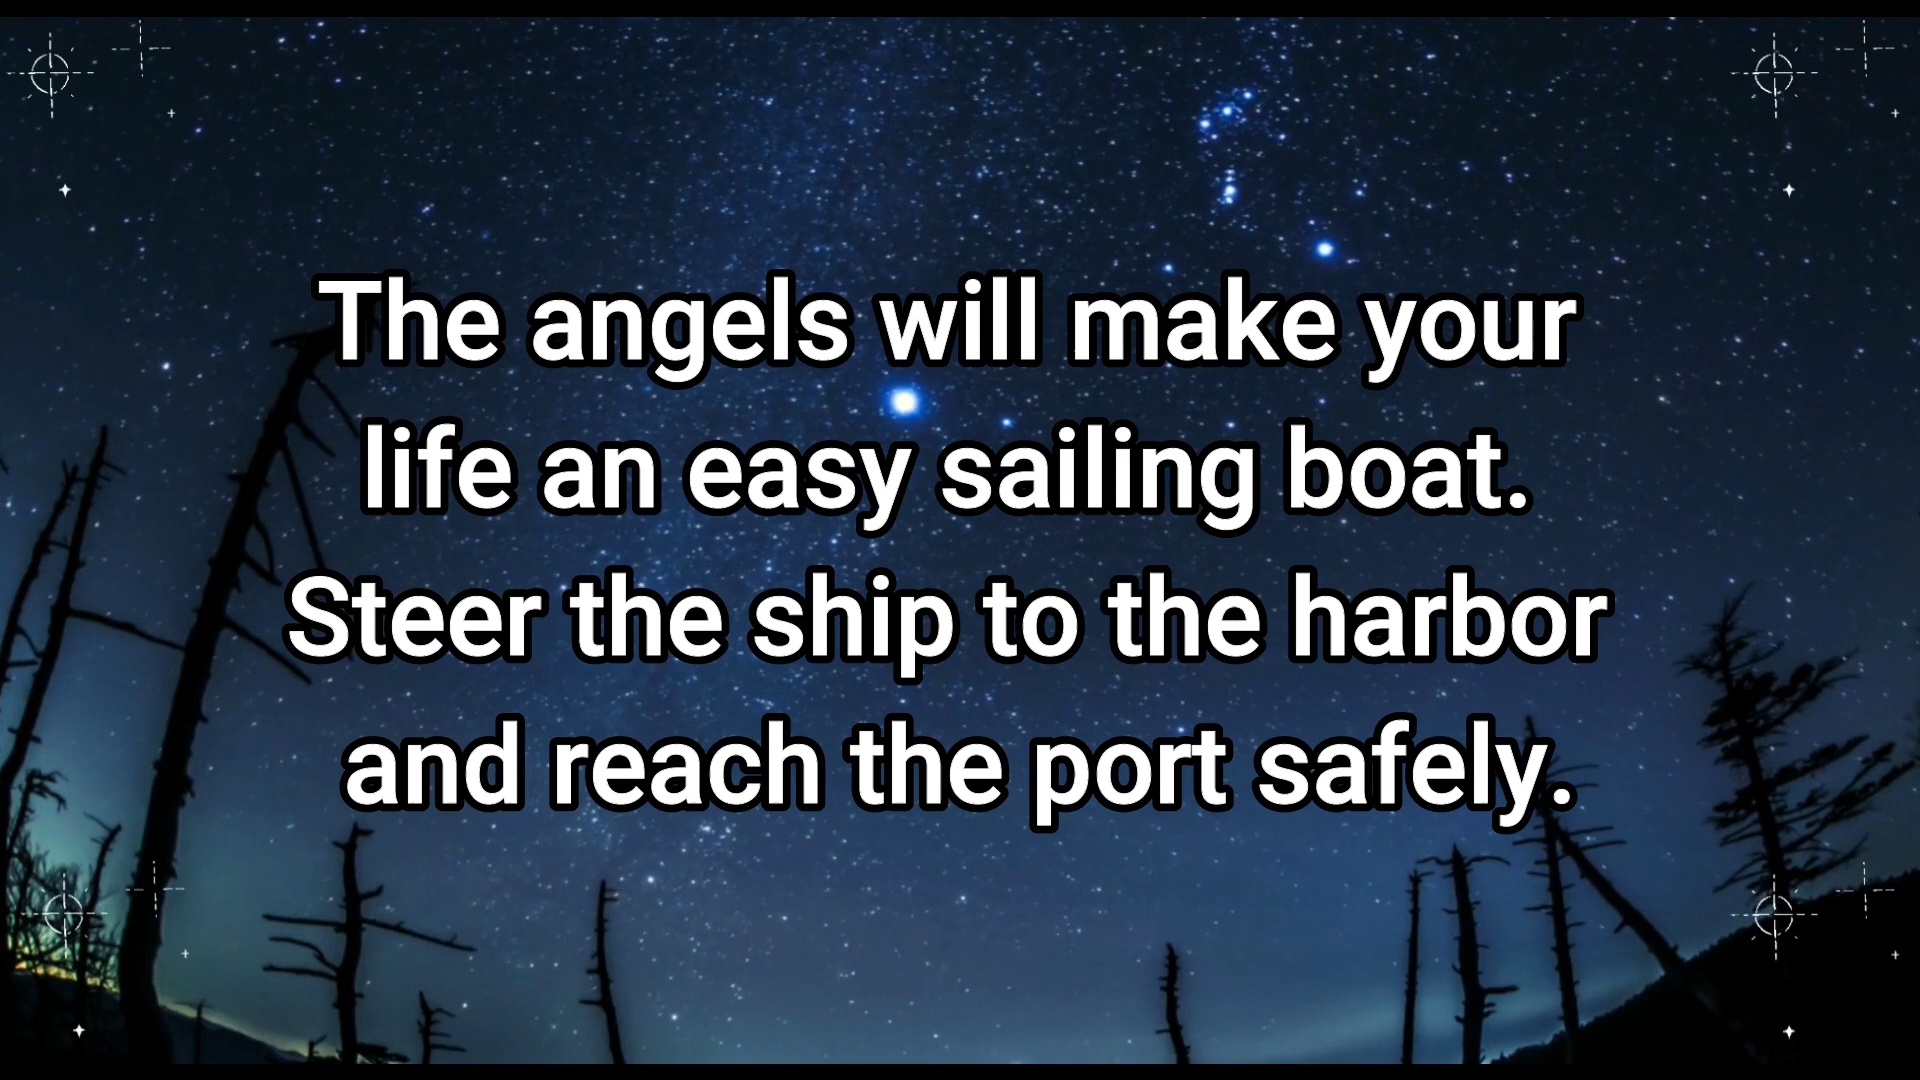 The angels will make your
life an easy sailing boat.
Steer the ship to the harbor
and reach the port safely.